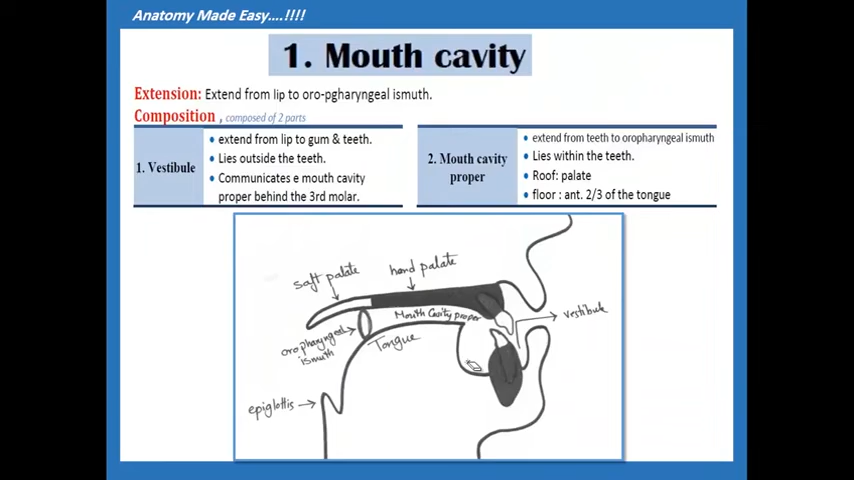 Anatomy Made Easy....!!!!
1. Mouth cavity
Extension: Extend from lip to oro-pgharyngeal ismuth.
Composition , composed of 2 parts
1. Vestibule
• extend from lip to gum & teeth.
• Lies outside the teeth.
• Communicates e mouth cavity
proper behind the 3rd molar.
2. Mouth cavity
proper
• extend from teeth to oropharyngeal ismuth
• Lies within the teeth.
• Roof: palate
• floor : ant. 2/3 of the tongue
soft palate
hard palate
Mouth Cavity proper
vestibule
oropharyngeal
ismuth
Tongue
epiglottis